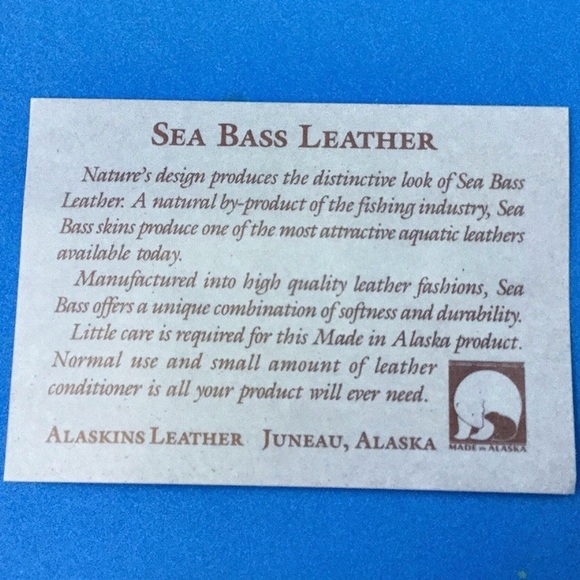 Sea Bass Leather
Nature's design produces the distinctive look of Sea Bass
Leather. A natural by-product of the fishing industry, Sea
Bass skins produce one of the most attractive aquatic leathers
available today.
Manufactured into high quality leather fashions, Sea
Bass offers a unique combination of softness and durability.
Little care is required for this Made in Alaska product.
Normal use and small amount of leather
conditioner is all your product will ever need.
Alaskins Leather Juneau, Alaska
MADE in ALASKA